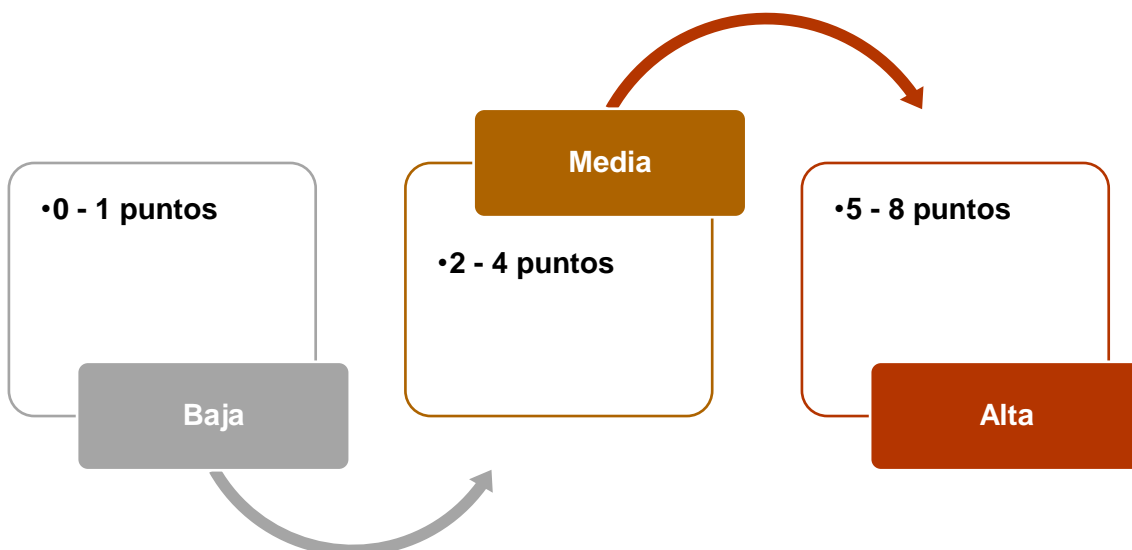 •0 - 1 puntos
Baja
Media
•2 - 4 puntos
•5 - 8 puntos
Alta